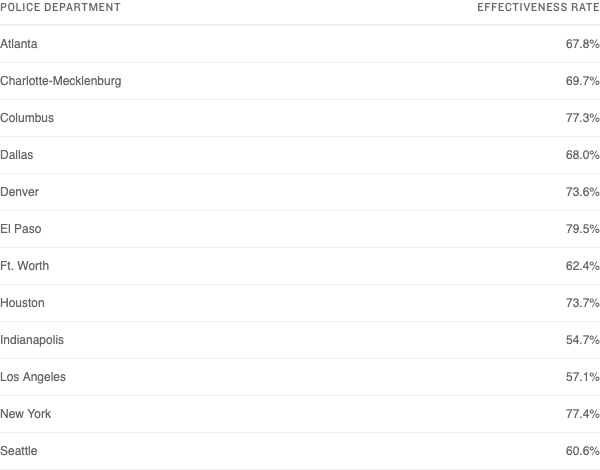 POLICE DEPARTMENT EFFECTIVENESS RATE
Atlanta 67.8%
Charlotte-Mecklenburg 69.7%
Columbus 77.3%
Dallas 68.0%
Denver 73.6%
El Paso 79.5%
Ft. Worth 62.4%
Houston 73.7%
Indianapolis 54.7%
Los Angeles 57.1%
New York 77.4%
Seattle 60.6%